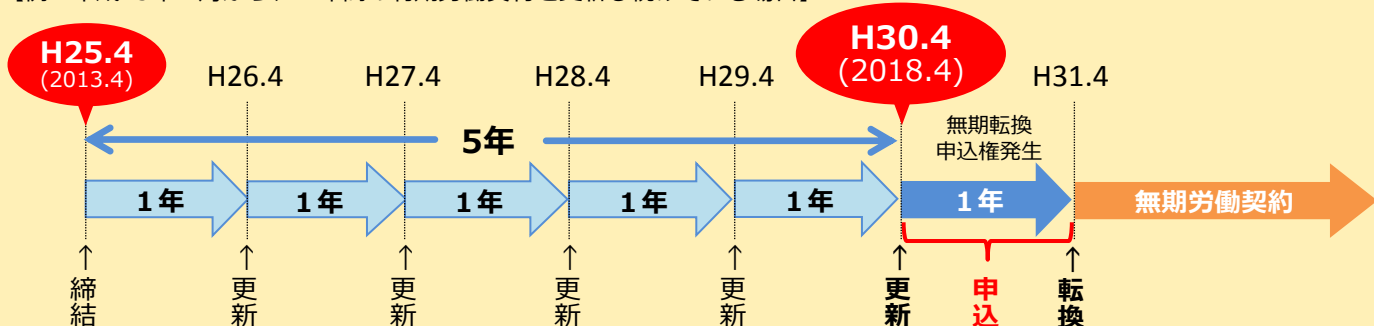 H25.4
(2013.4)
H26.4
H27.4
H28.4
H29.4
H30.4
(2018.4)
H31.4
5年
無期転換
申込権発生
1年
1年
1年
1年
1年
1年
無期労働契約
↑締結
↑更新
↑更新
↑更新
↑更新
↑更新
申込
↑転換